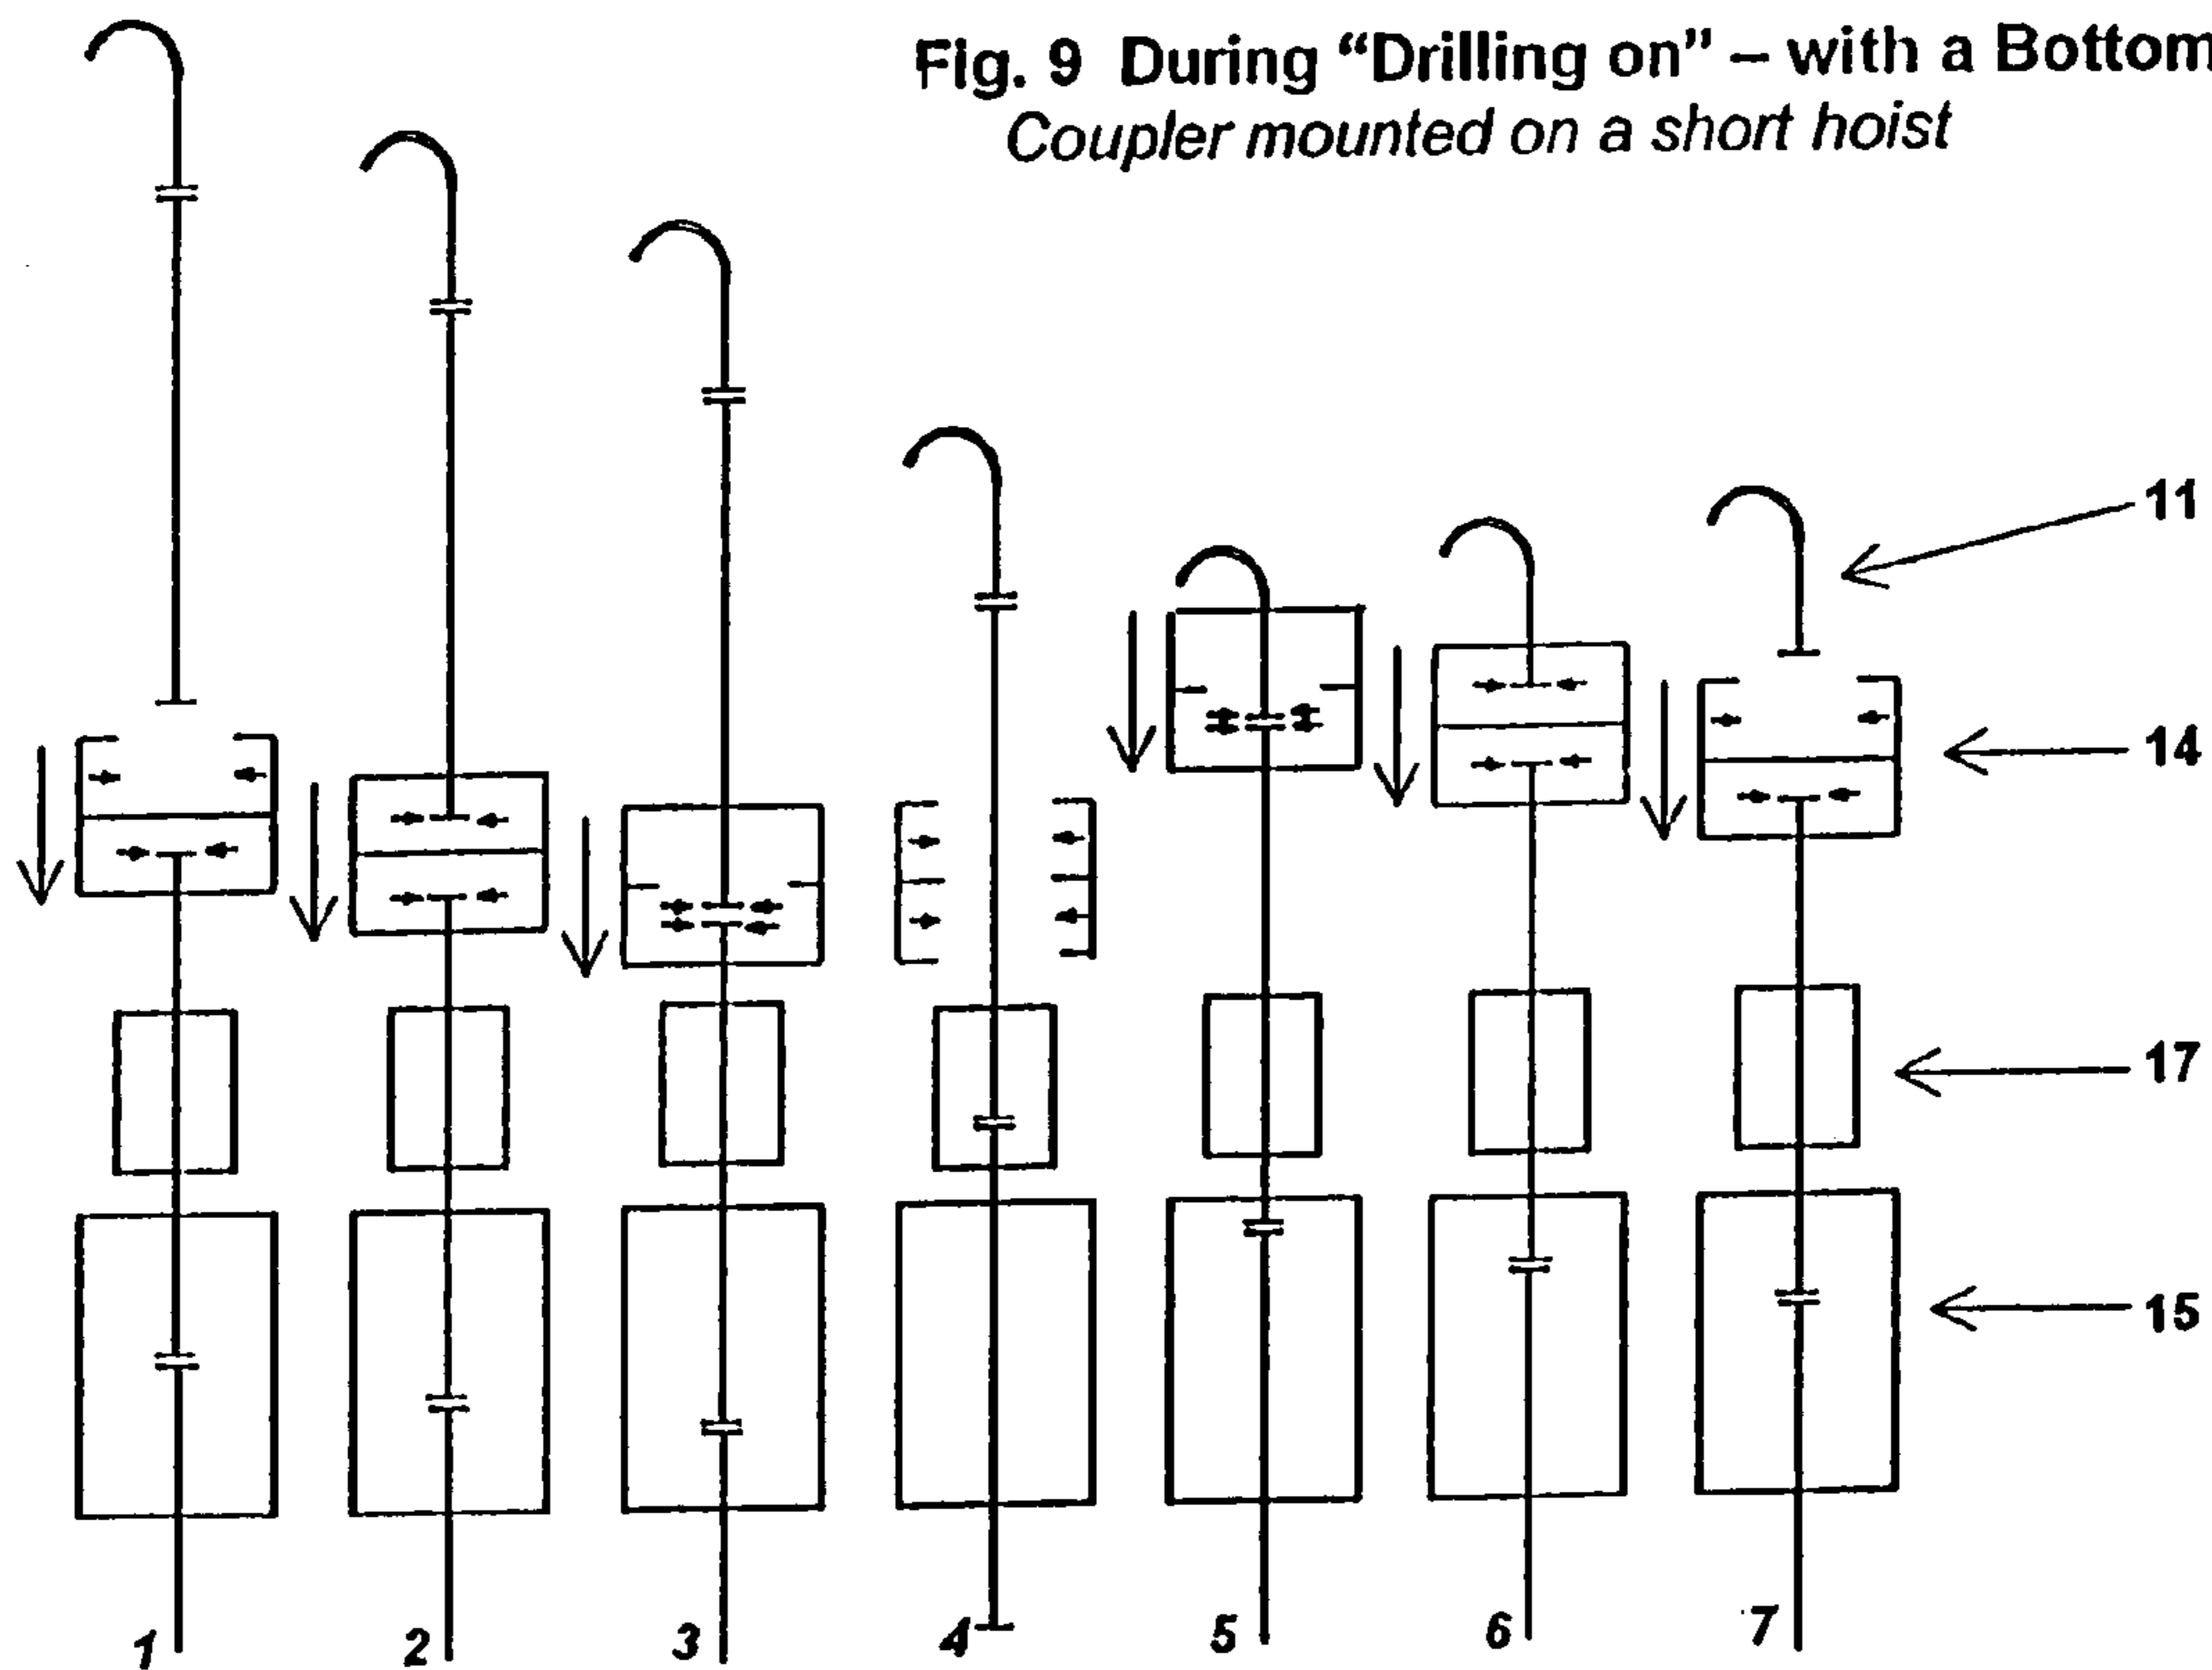 Fig. 9 During “Drilling on” – with a Bottom
Coupler mounted on a short hoist
11
14
17
15
1 2 3 4 5 6 7